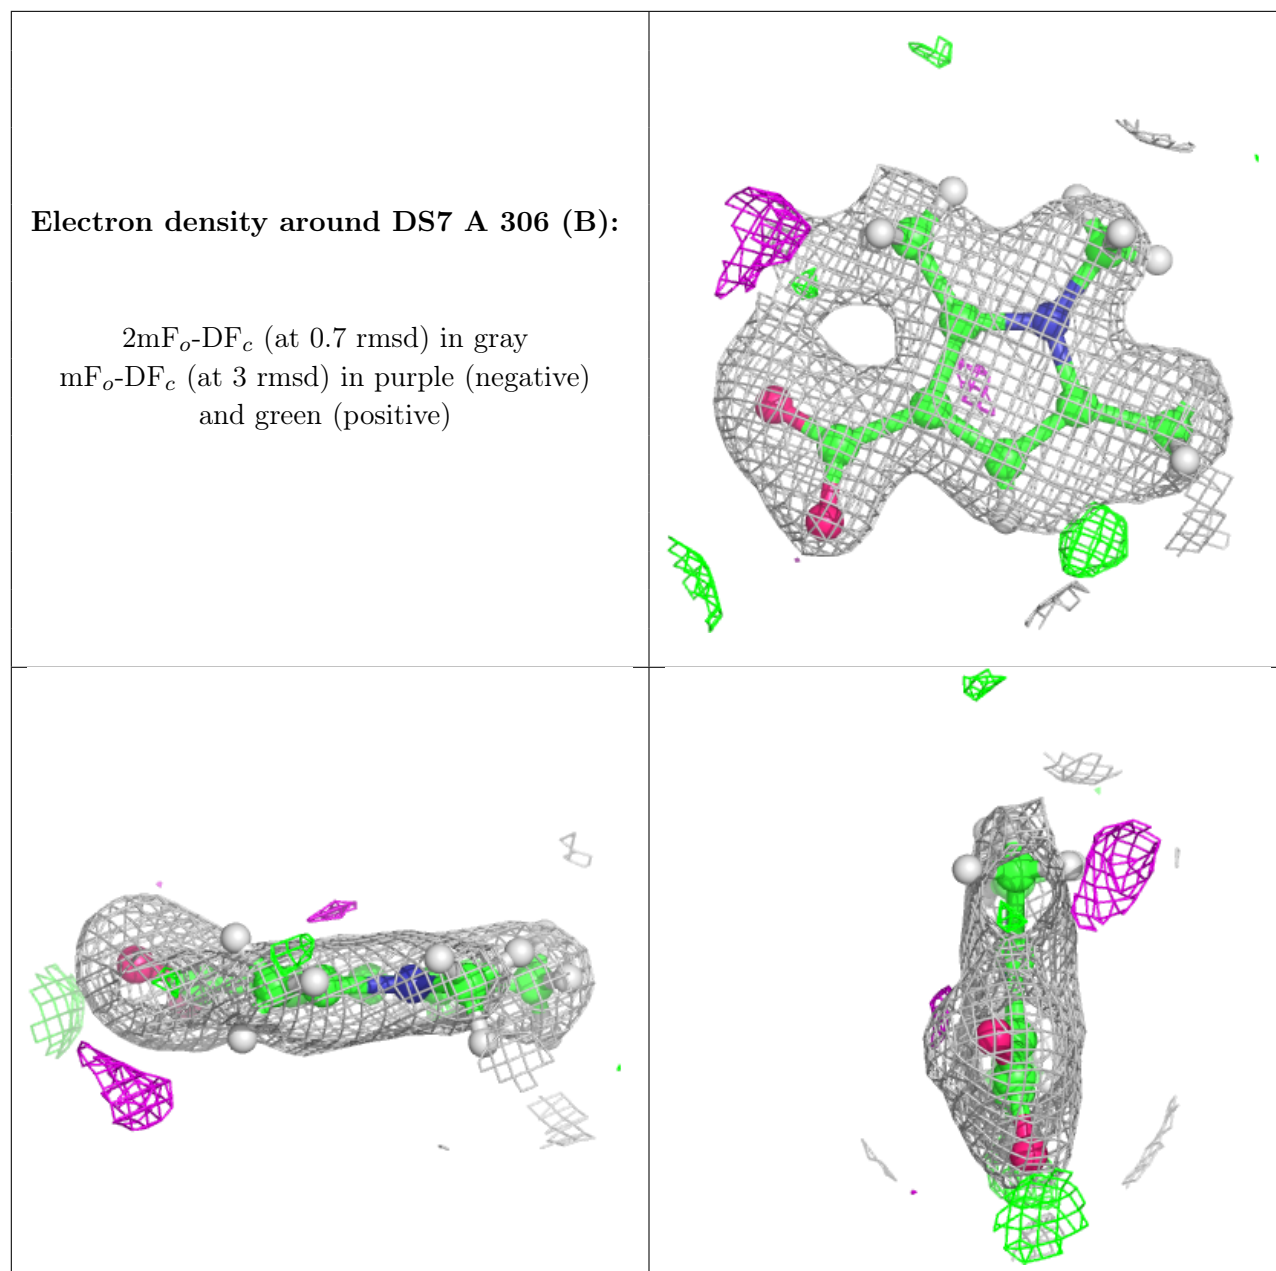 Electron density around DS7 A 306 (B):
2mFo-DFc (at 0.7 rmsd) in gray
mFo-DFc (at 3 rmsd) in purple (negative)
and green (positive)